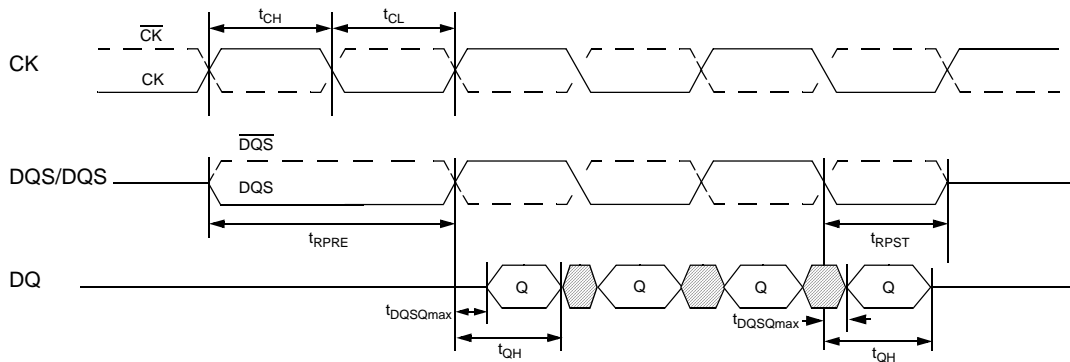 tCH
tCL
CK
CK
CK
DQS
DQS/DQS
DQS
tRPRE
tRPST
DQ
Q
Q
Q
Q
tDQSQmax
tDQSQmax
tQH
tQH